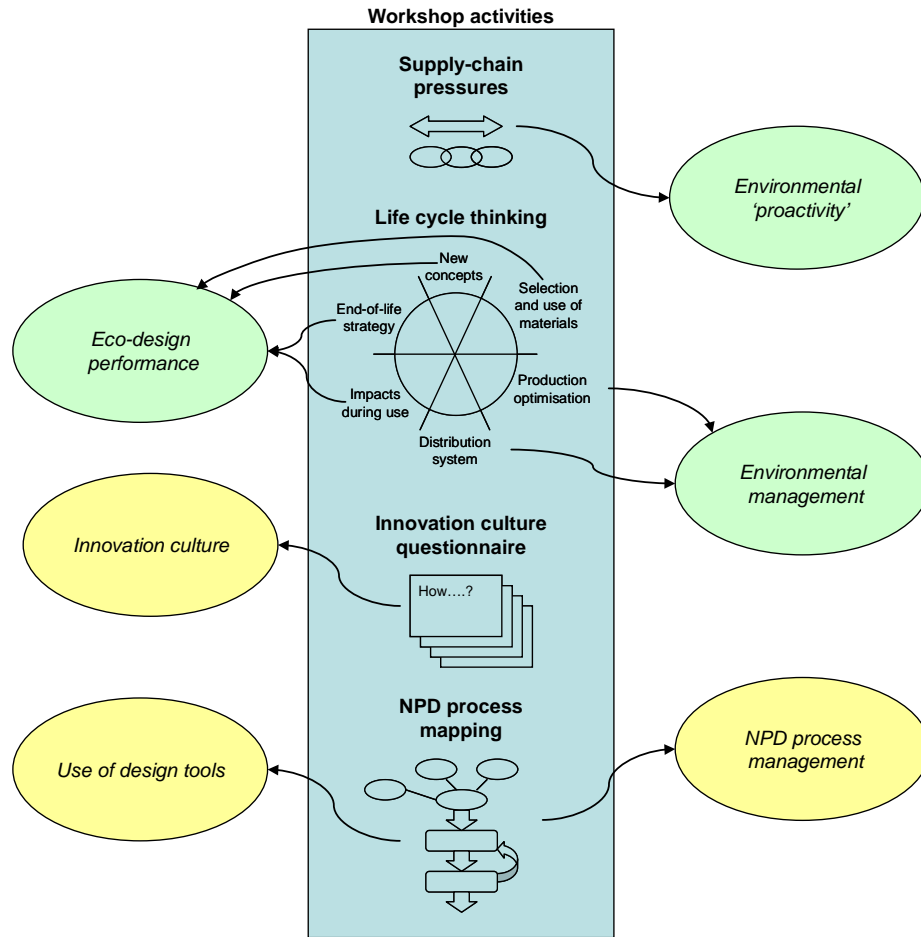 Workshop activities
Supply-chain
pressures
Environmental
‘proactivity’
Life cycle thinking
New
concepts
Selection
and use of
materials
End-of-life
strategy
Eco-design
performance
Impacts
during use
Production
optimisation
Distribution
system
Environmental
management
Innovation culture
questionnaire
Innovation culture
How....?
NPD process
mapping
Use of design tools
NPD process
management